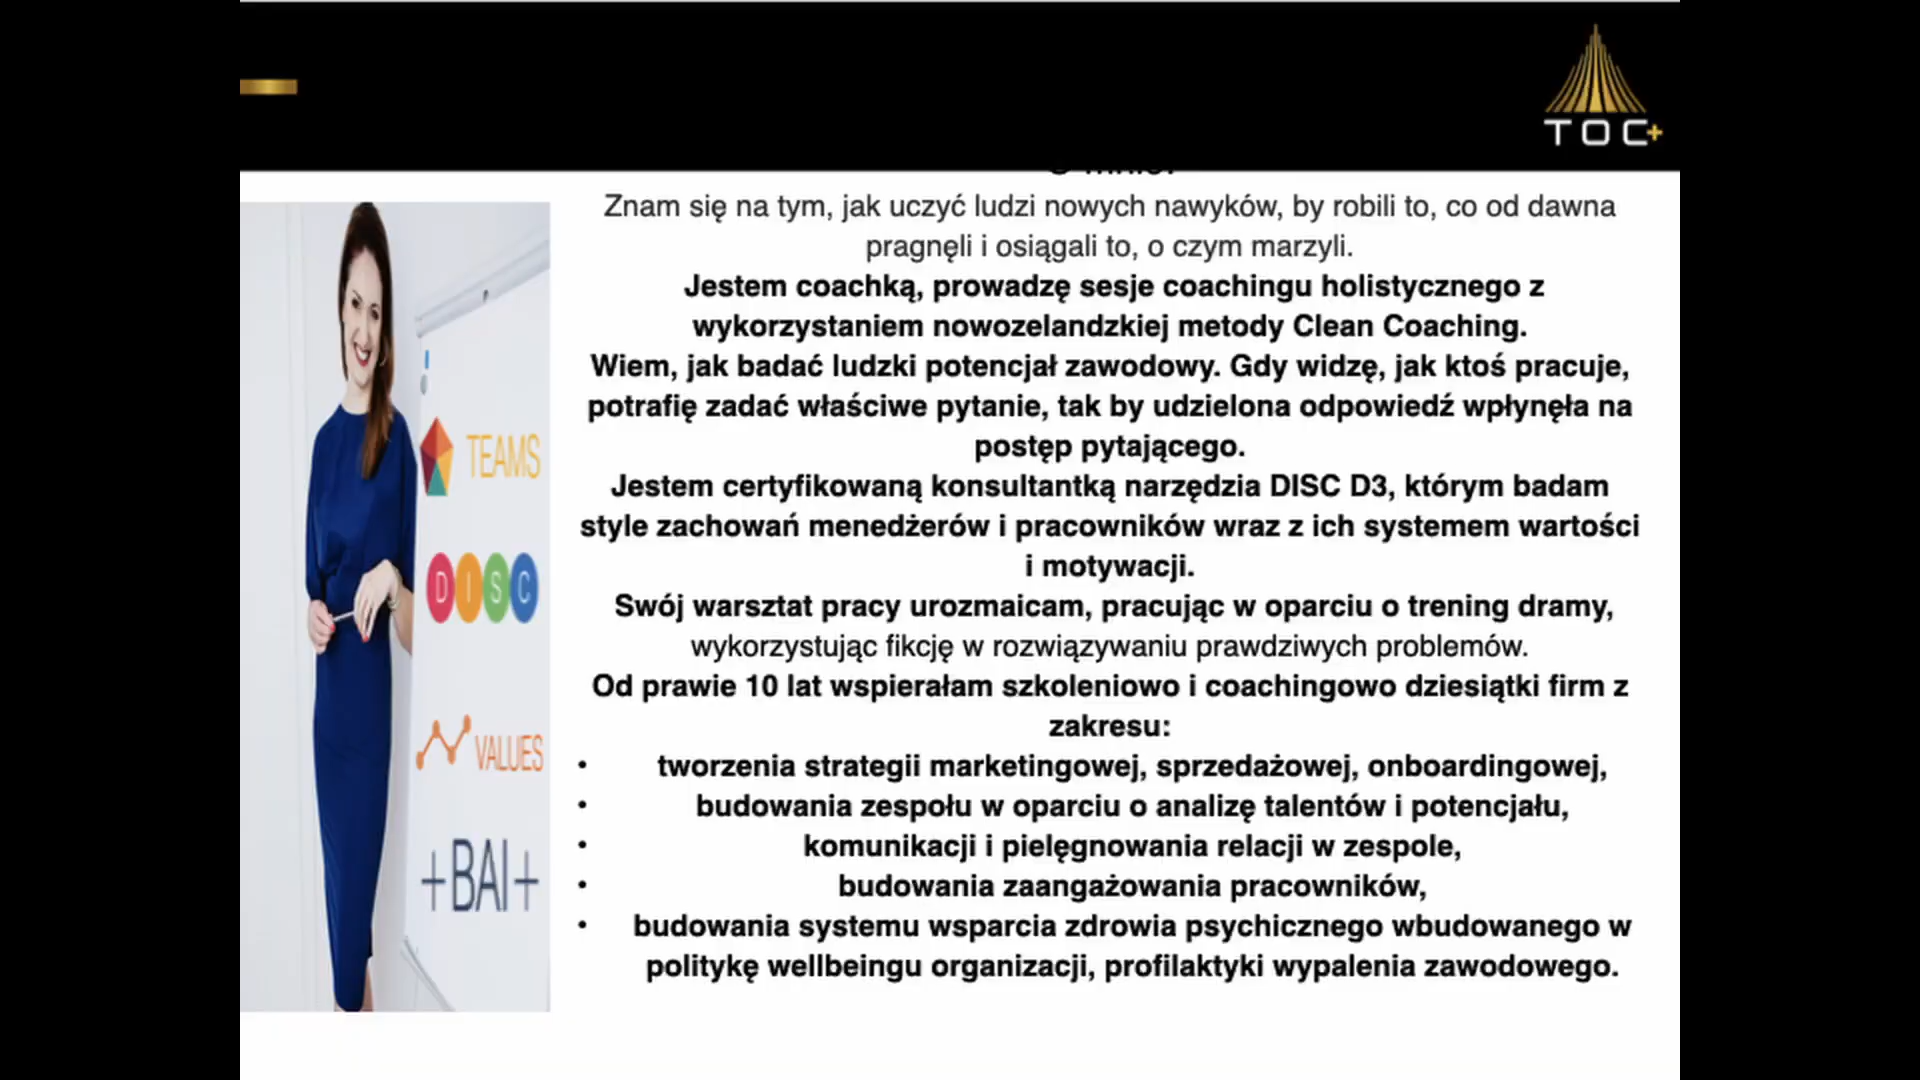 TOC+
Znam się na tym, jak uczyć ludzi nowych nawyków, by robili to, co od dawna
pragnęli i osiągali to, o czym marzyli.
Jestem coachką, prowadzę sesje coachingu holistycznego z
wykorzystaniem nowozelandzkiej metody Clean Coaching.
Wiem, jak badać ludzki potencjał zawodowy. Gdy widzę, jak ktoś pracuje,
potrafię zadać właściwe pytanie, tak by udzielona odpowiedź wpłynęła na
postęp pytającego.
Jestem certyfikowaną konsultantką narzędzia DISC D3, którym badam
style zachowań menedżerów i pracowników wraz z ich systemem wartości
i motywacji.
Swój warsztat pracy urozmaicam, pracując w oparciu o trening dramy,
wykorzystując fikcję w rozwiązywaniu prawdziwych problemów.
Od prawie 10 lat wspierałam szkoleniowo i coachingowo dziesiątki firm z
zakresu:
• tworzenia strategii marketingowej, sprzedażowej, onboardingowej,
• budowania zespołu w oparciu o analizę talentów i potencjału,
• komunikacji i pielęgnowania relacji w zespole,
• budowania zaangażowania pracowników,
• budowania systemu wsparcia zdrowia psychicznego wbudowanego w
politykę wellbeingu organizacji, profilaktyki wypalenia zawodowego.
TEAMS
DISC
VALUES
+BAI+